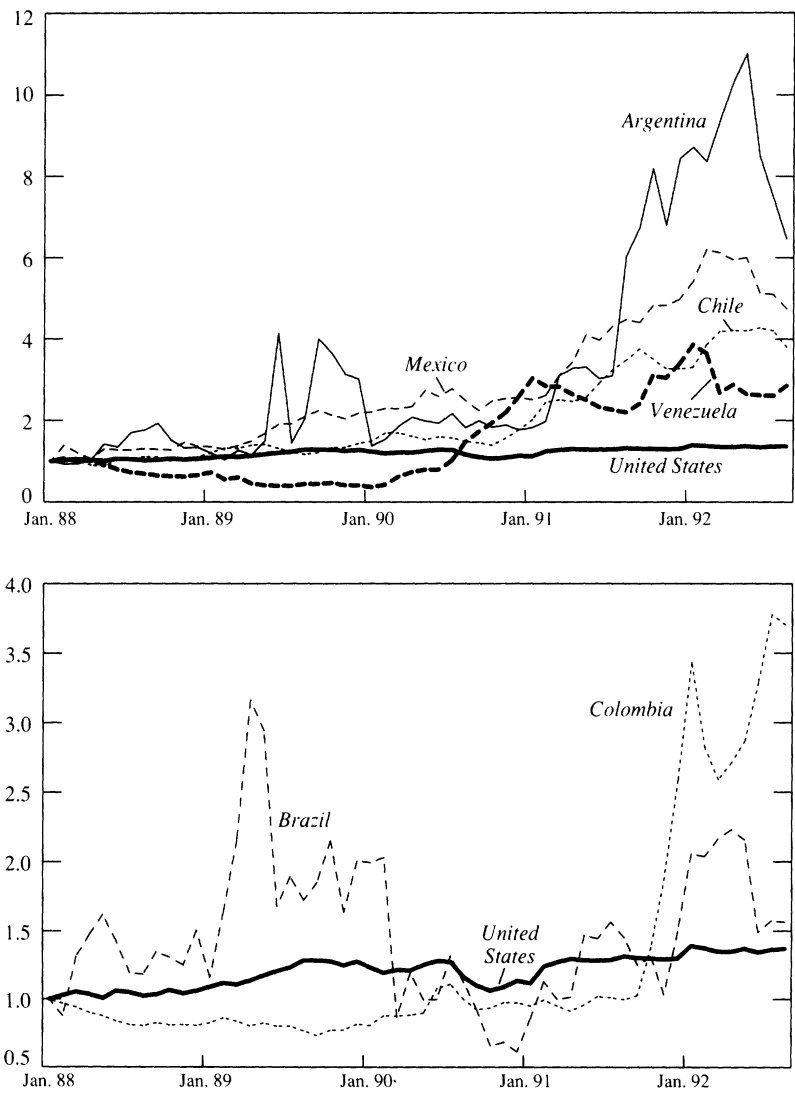 12
10
Argentina
8
6
Chile
4
Mexico
Venezuela
2
United States
0
Jan. 88 Jan. 89 Jan. 90 Jan. 91 Jan. 92
4.0
3.5
Colombia
3.0
2.5
Brazil
2.0
1.5
United
States
1.0
0.5
Jan. 88 Jan. 89 Jan. 90 Jan. 91 Jan. 92